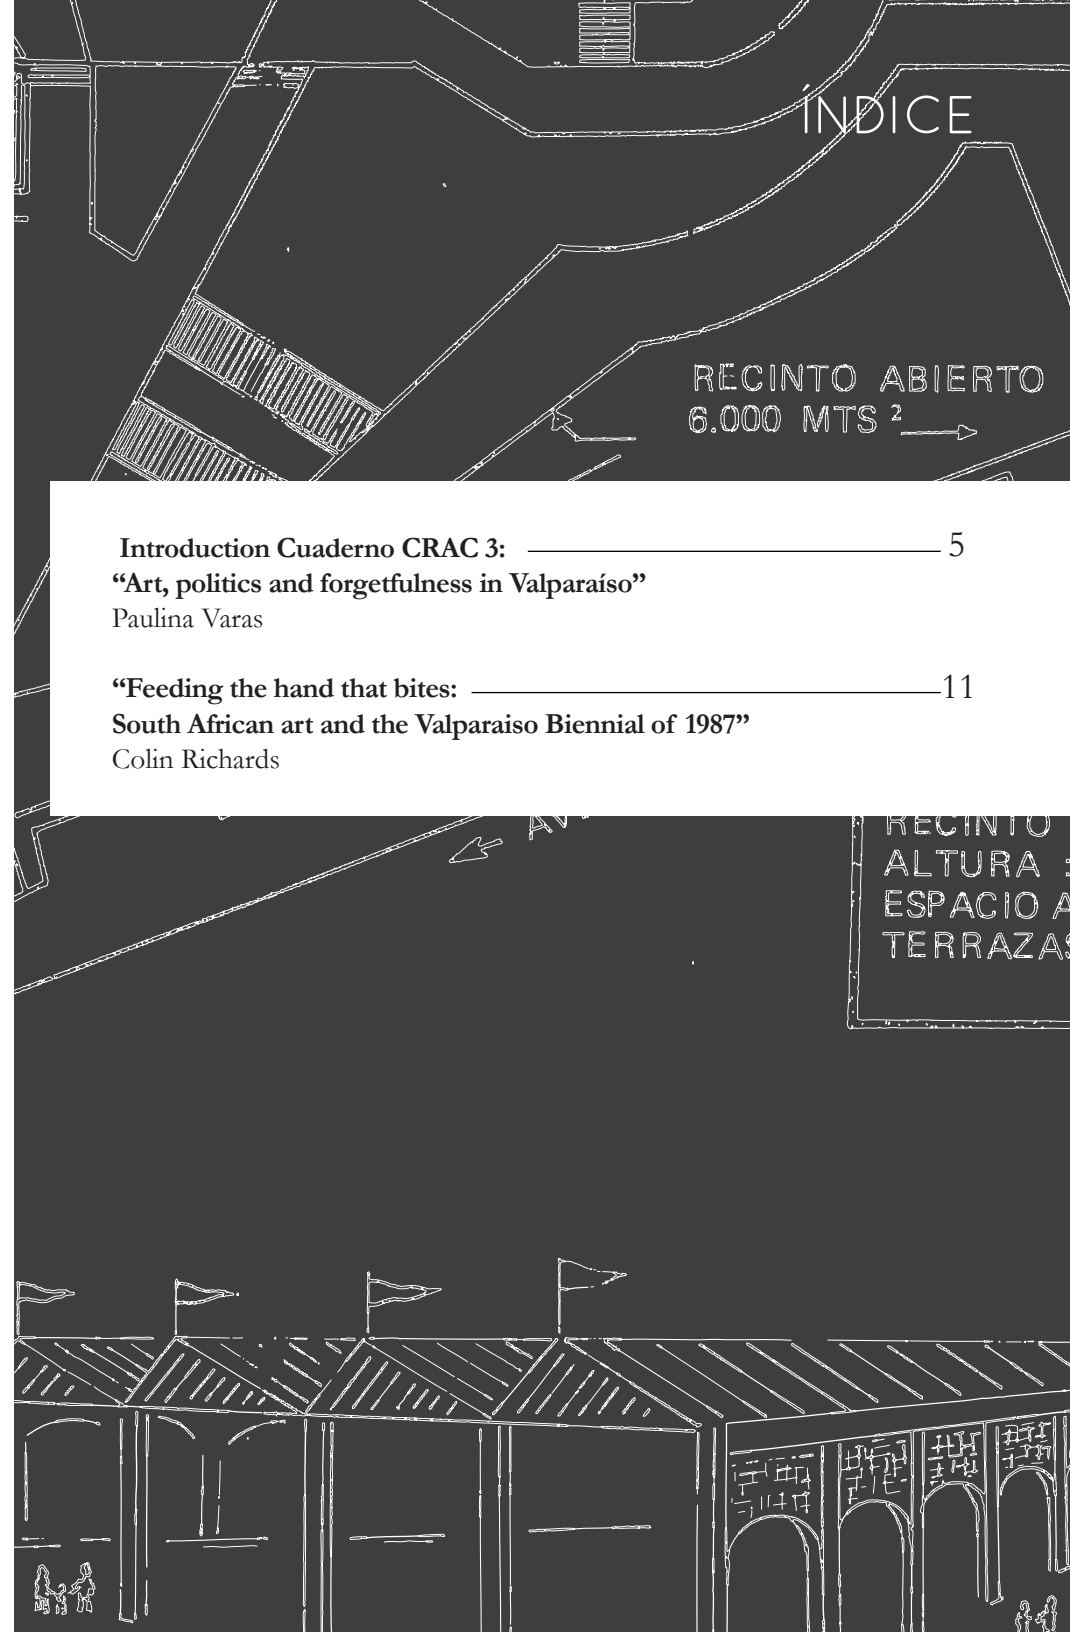 ÍNDICE
RECINTO ABIERTO
6.000 MTS ²
Introduction Cuaderno CRAC 3: 5
“Art, politics and forgetfulness in Valparaíso”
Paulina Varas
“Feeding the hand that bites: 11
South African art and the Valparaiso Biennial of 1987”
Colin Richards
RECINTO
ALTURA :
ESPACIO A
TERRAZAS